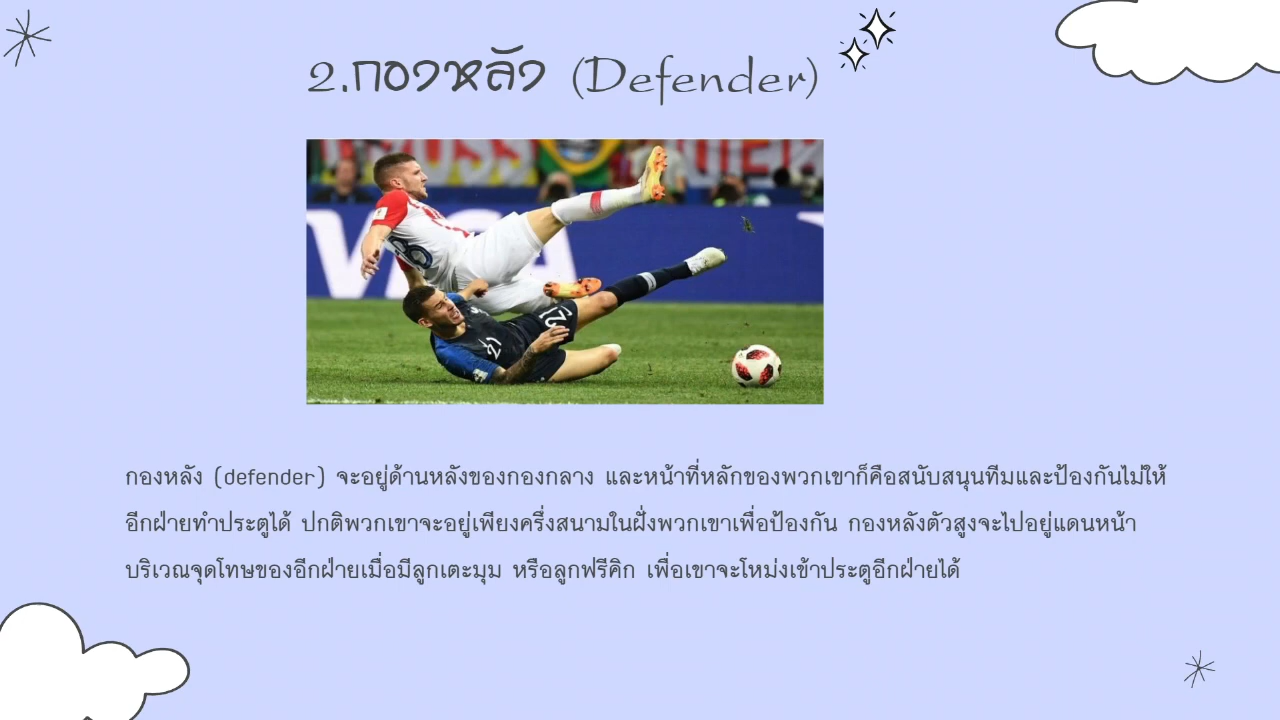 2.กองหลัง (Defender)
VISA
21
21
กองหลัง (defender) จะอยู่ด้านหลังของกองกลาง และหน้าที่หลักของพวกเขาก็คือสนับสนุนทีมและป้องกันไม่ให้
อีกฝ่ายทำประตูได้ ปกติพวกเขาจะอยู่เพียงครึ่งสนามในฝั่งพวกเขาเพื่อป้องกัน กองหลังตัวสูงจะไปอยู่แดนหน้า
บริเวณจุดโทษของอีกฝ่ายเมื่อมีลูกเตะมุม หรือลูกฟรีคิก เพื่อเขาจะโหม่งเข้าประตูอีกฝ่ายได้